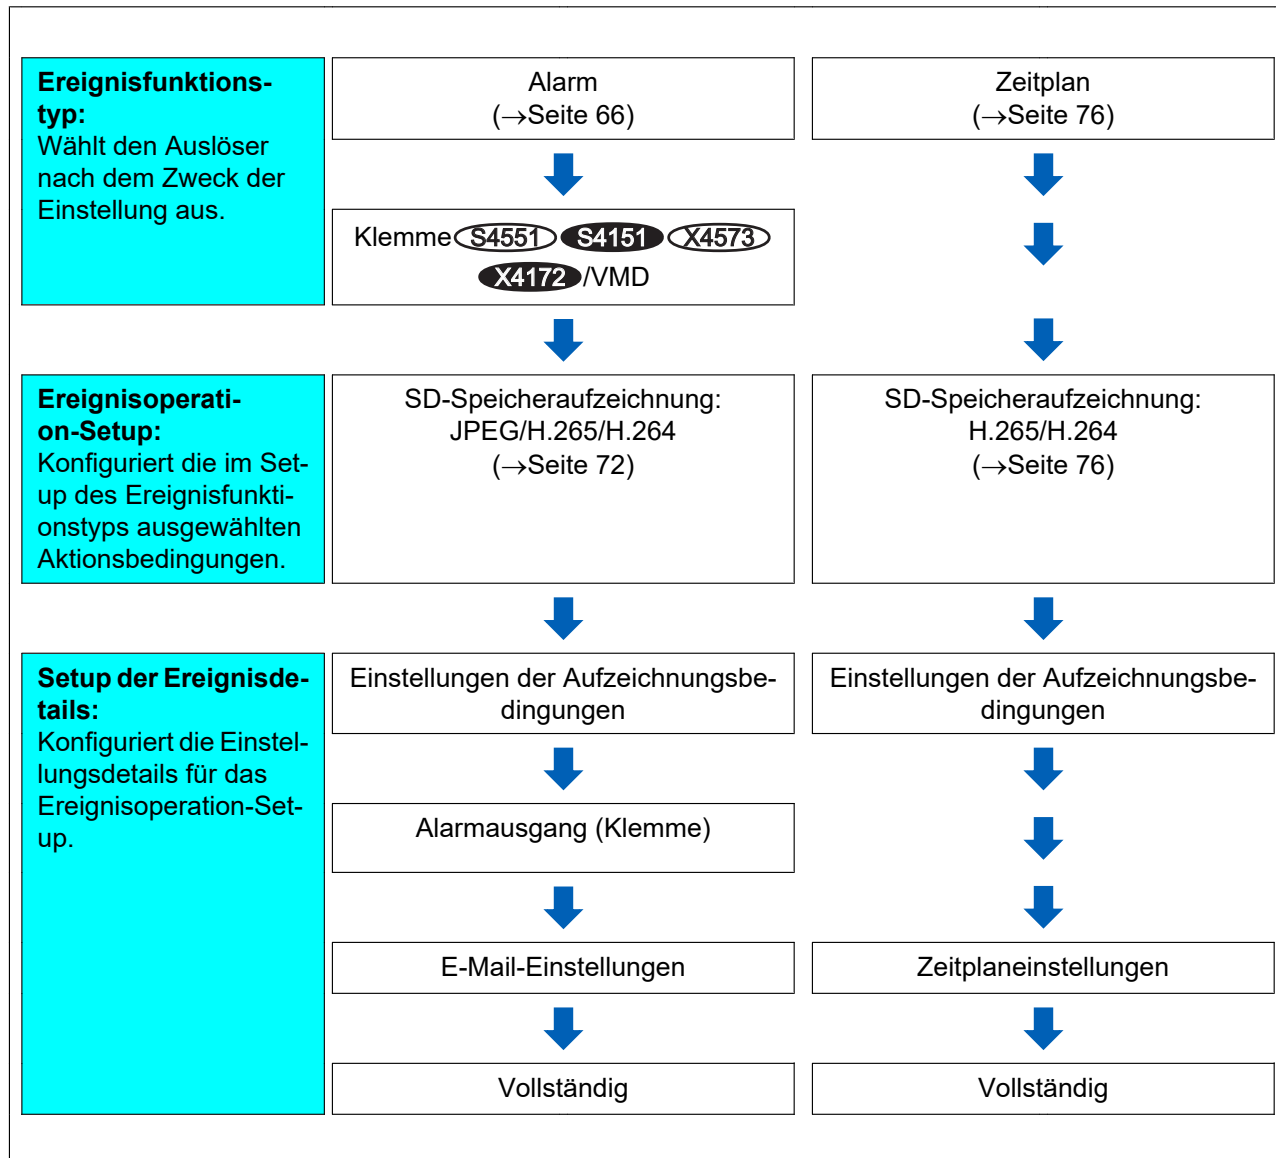 Ereignisfunktions-
typ:
Wählt den Auslöser
nach dem Zweck der
Einstellung aus.
Alarm
(→Seite 66)
Zeitplan
(→Seite 76)
Klemme S4551 S4151 X4573
X4172/VMD
Ereignisoperati-
on-Setup:
Konfiguriert die im Set-
up des Ereignisfunkti-
onstyps ausgewählten
Aktionsbedingungen.
SD-Speicheraufzeichnung:
JPEG/H.265/H.264
(→Seite 72)
SD-Speicheraufzeichnung:
H.265/H.264
(→Seite 76)
Setup der Ereignisde-
tails:
Konfiguriert die Einstel-
lungsdetails für das
Ereignisoperation-Set-
up.
Einstellungen der Aufzeichnungsbe-
dingungen
Einstellungen der Aufzeichnungsbe-
dingungen
Alarmausgang (Klemme)
E-Mail-Einstellungen
Zeitplaneinstellungen
Vollständig
Vollständig